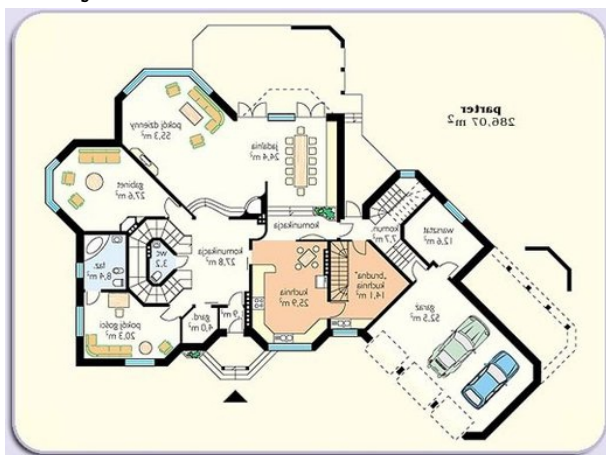 parter
286,07 m²
pokój dzienny
55,3 m²
jadalnia
24,4 m²
gabinet
27,6 m²
komunikacja
komun.
7,7 m²
warsztat
12,6 m²
wc
3,2
komunikacja
27,8 m²
łaz.
8,4 m²
"brudna"
kuchnia
14,1 m²
kuchnia
25,9 m²
garaż
52,5 m²
gard.
4,0 m²
pokój gości
20,3 m²